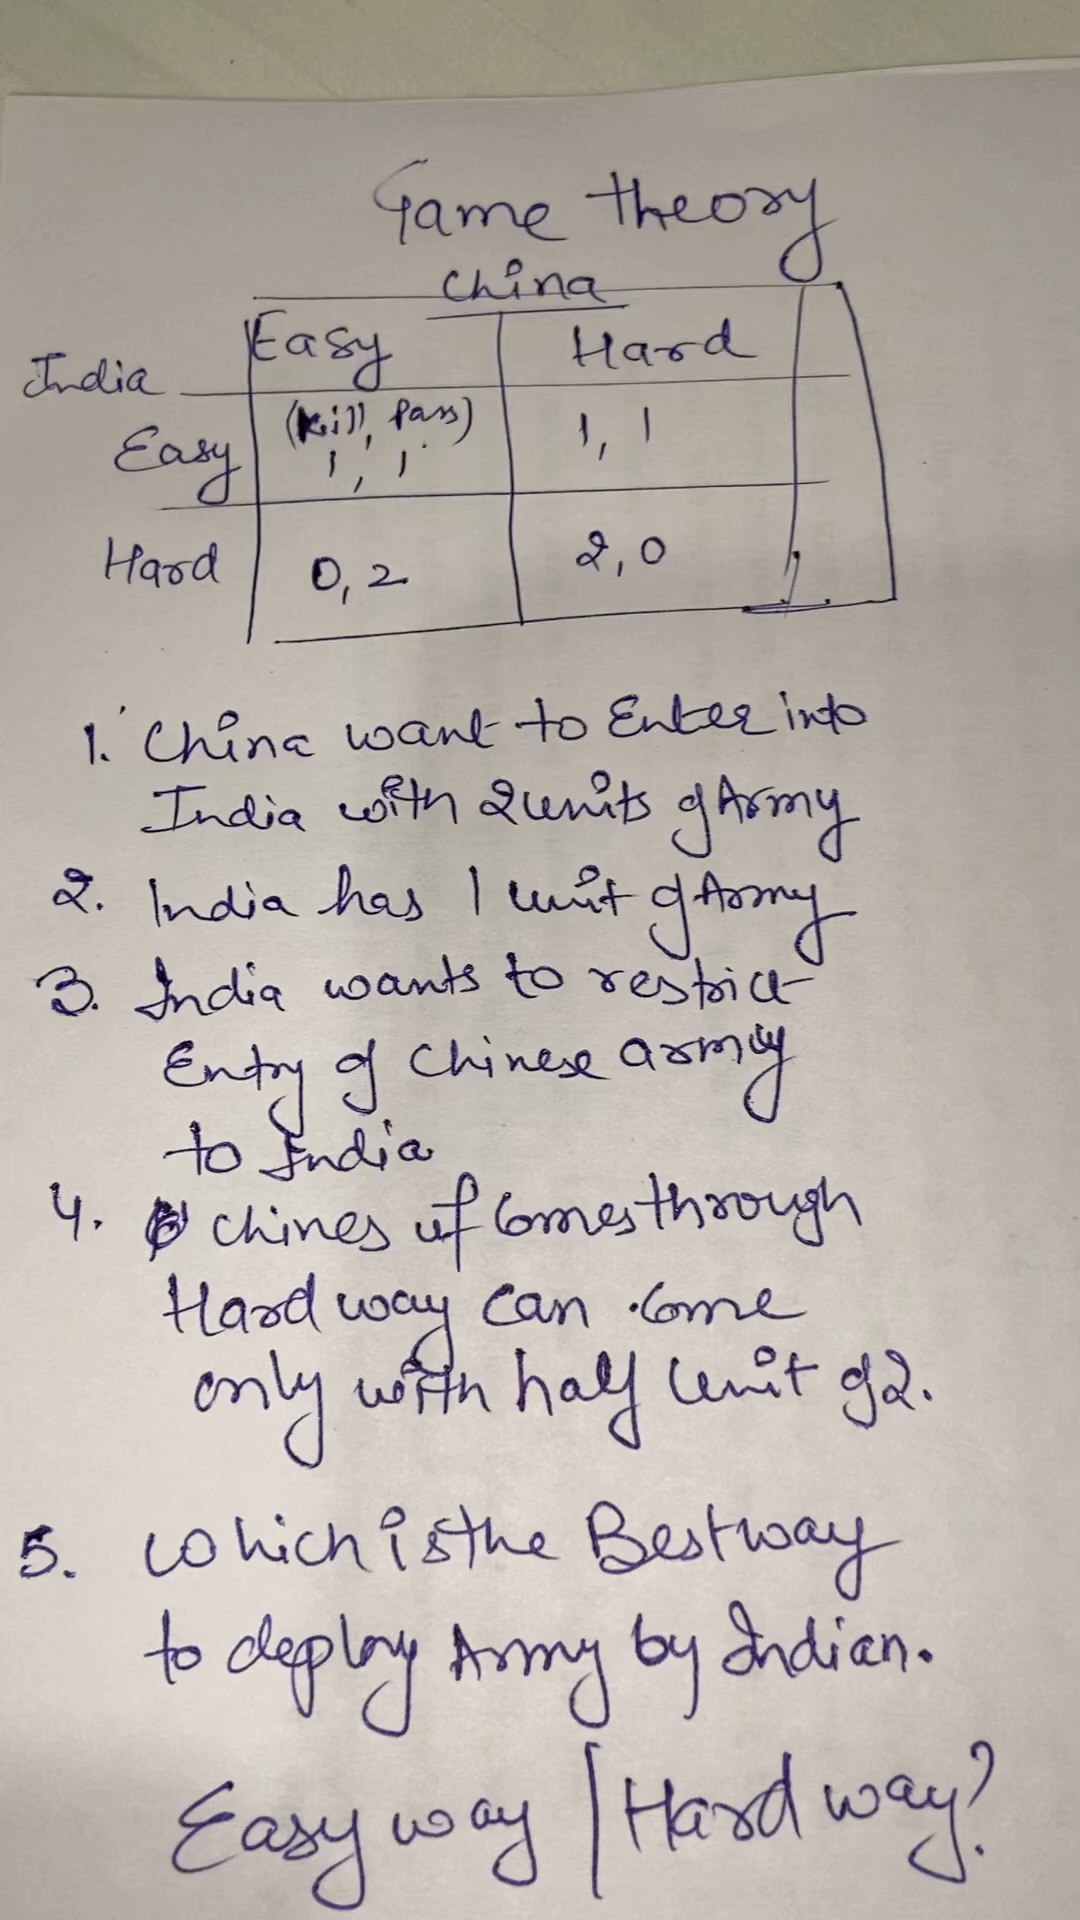 Game theory
China
Easy Hard
India
(Kill, Pass)
Easy 1, 1 1, 1
Hard 0, 2 2, 0
1. China want to Enter into
India with 2 units of Army
2. India has 1 unit of Army
3. India wants to restrict
Entry of Chinese army
to India
4. Chines if Comes through
Hard way can come
only with half unit of 2.
5. Which is the Best way
to deploy Army by Indian.
Easy way / Hard way?